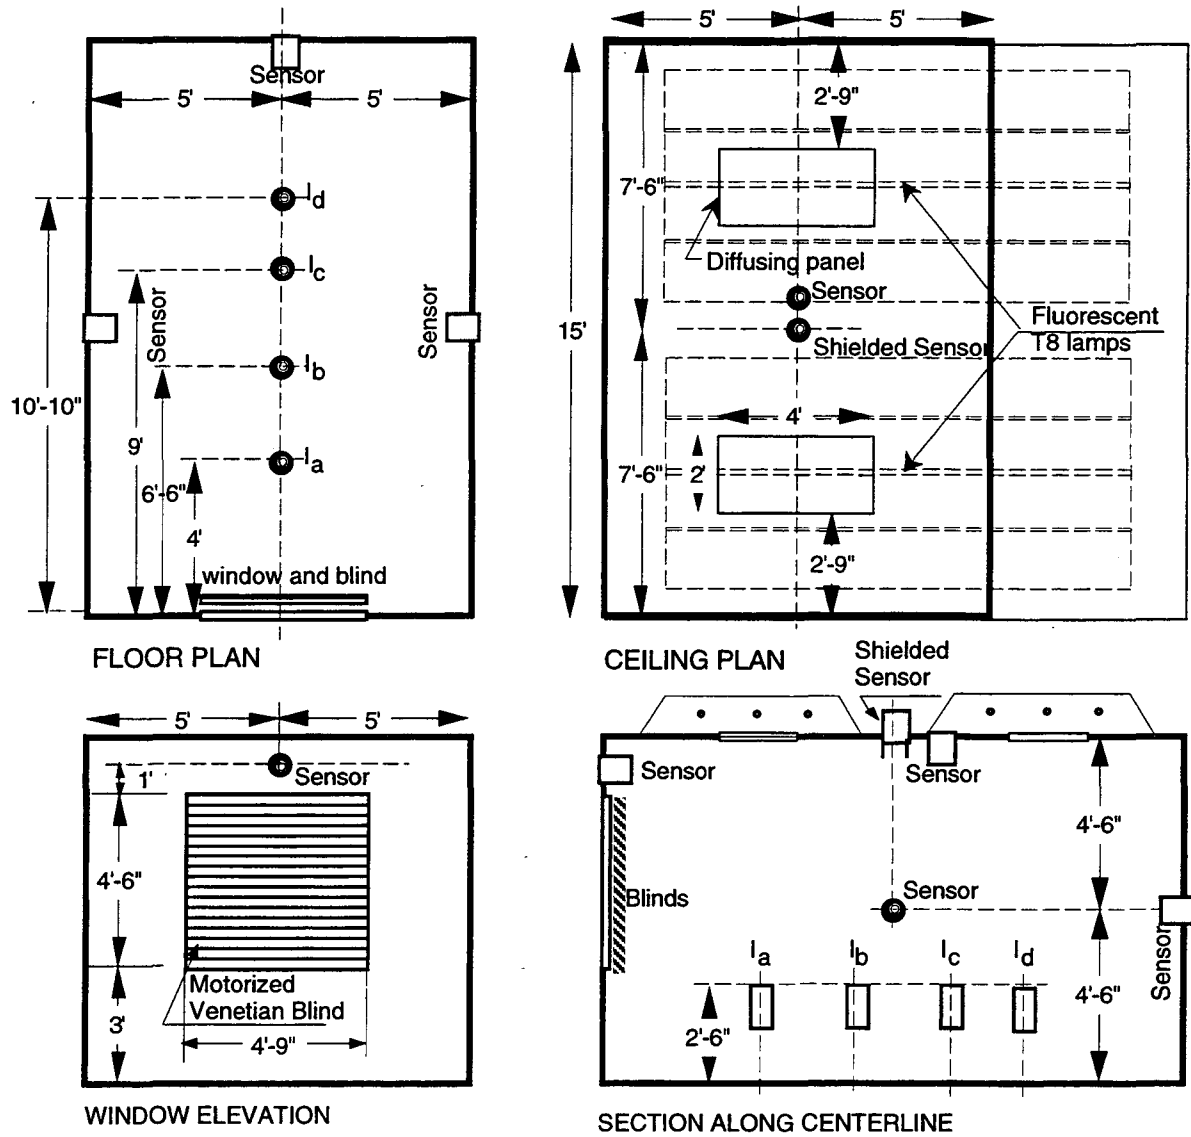 Sensor
5'
5'
I d
I c
Sensor
Sensor
I b
10'-10"
9'
I a
6'-6"
4'
window and blind
FLOOR PLAN
5'
5'
2'-9"
7'-6"
Diffusing panel
Sensor
15'
Fluorescent
T8 lamps
Shielded Sensor
4'
7'-6"
2'
2'-9"
CEILING PLAN
5'
5'
1'
Sensor
4'-6"
Motorized
Venetian Blind
3'
4'-9"
WINDOW ELEVATION
Shielded
Sensor
Sensor
Sensor
4'-6"
Blinds
Sensor
I a
I b
I c
I d
Sensor
4'-6"
2'-6"
SECTION ALONG CENTERLINE